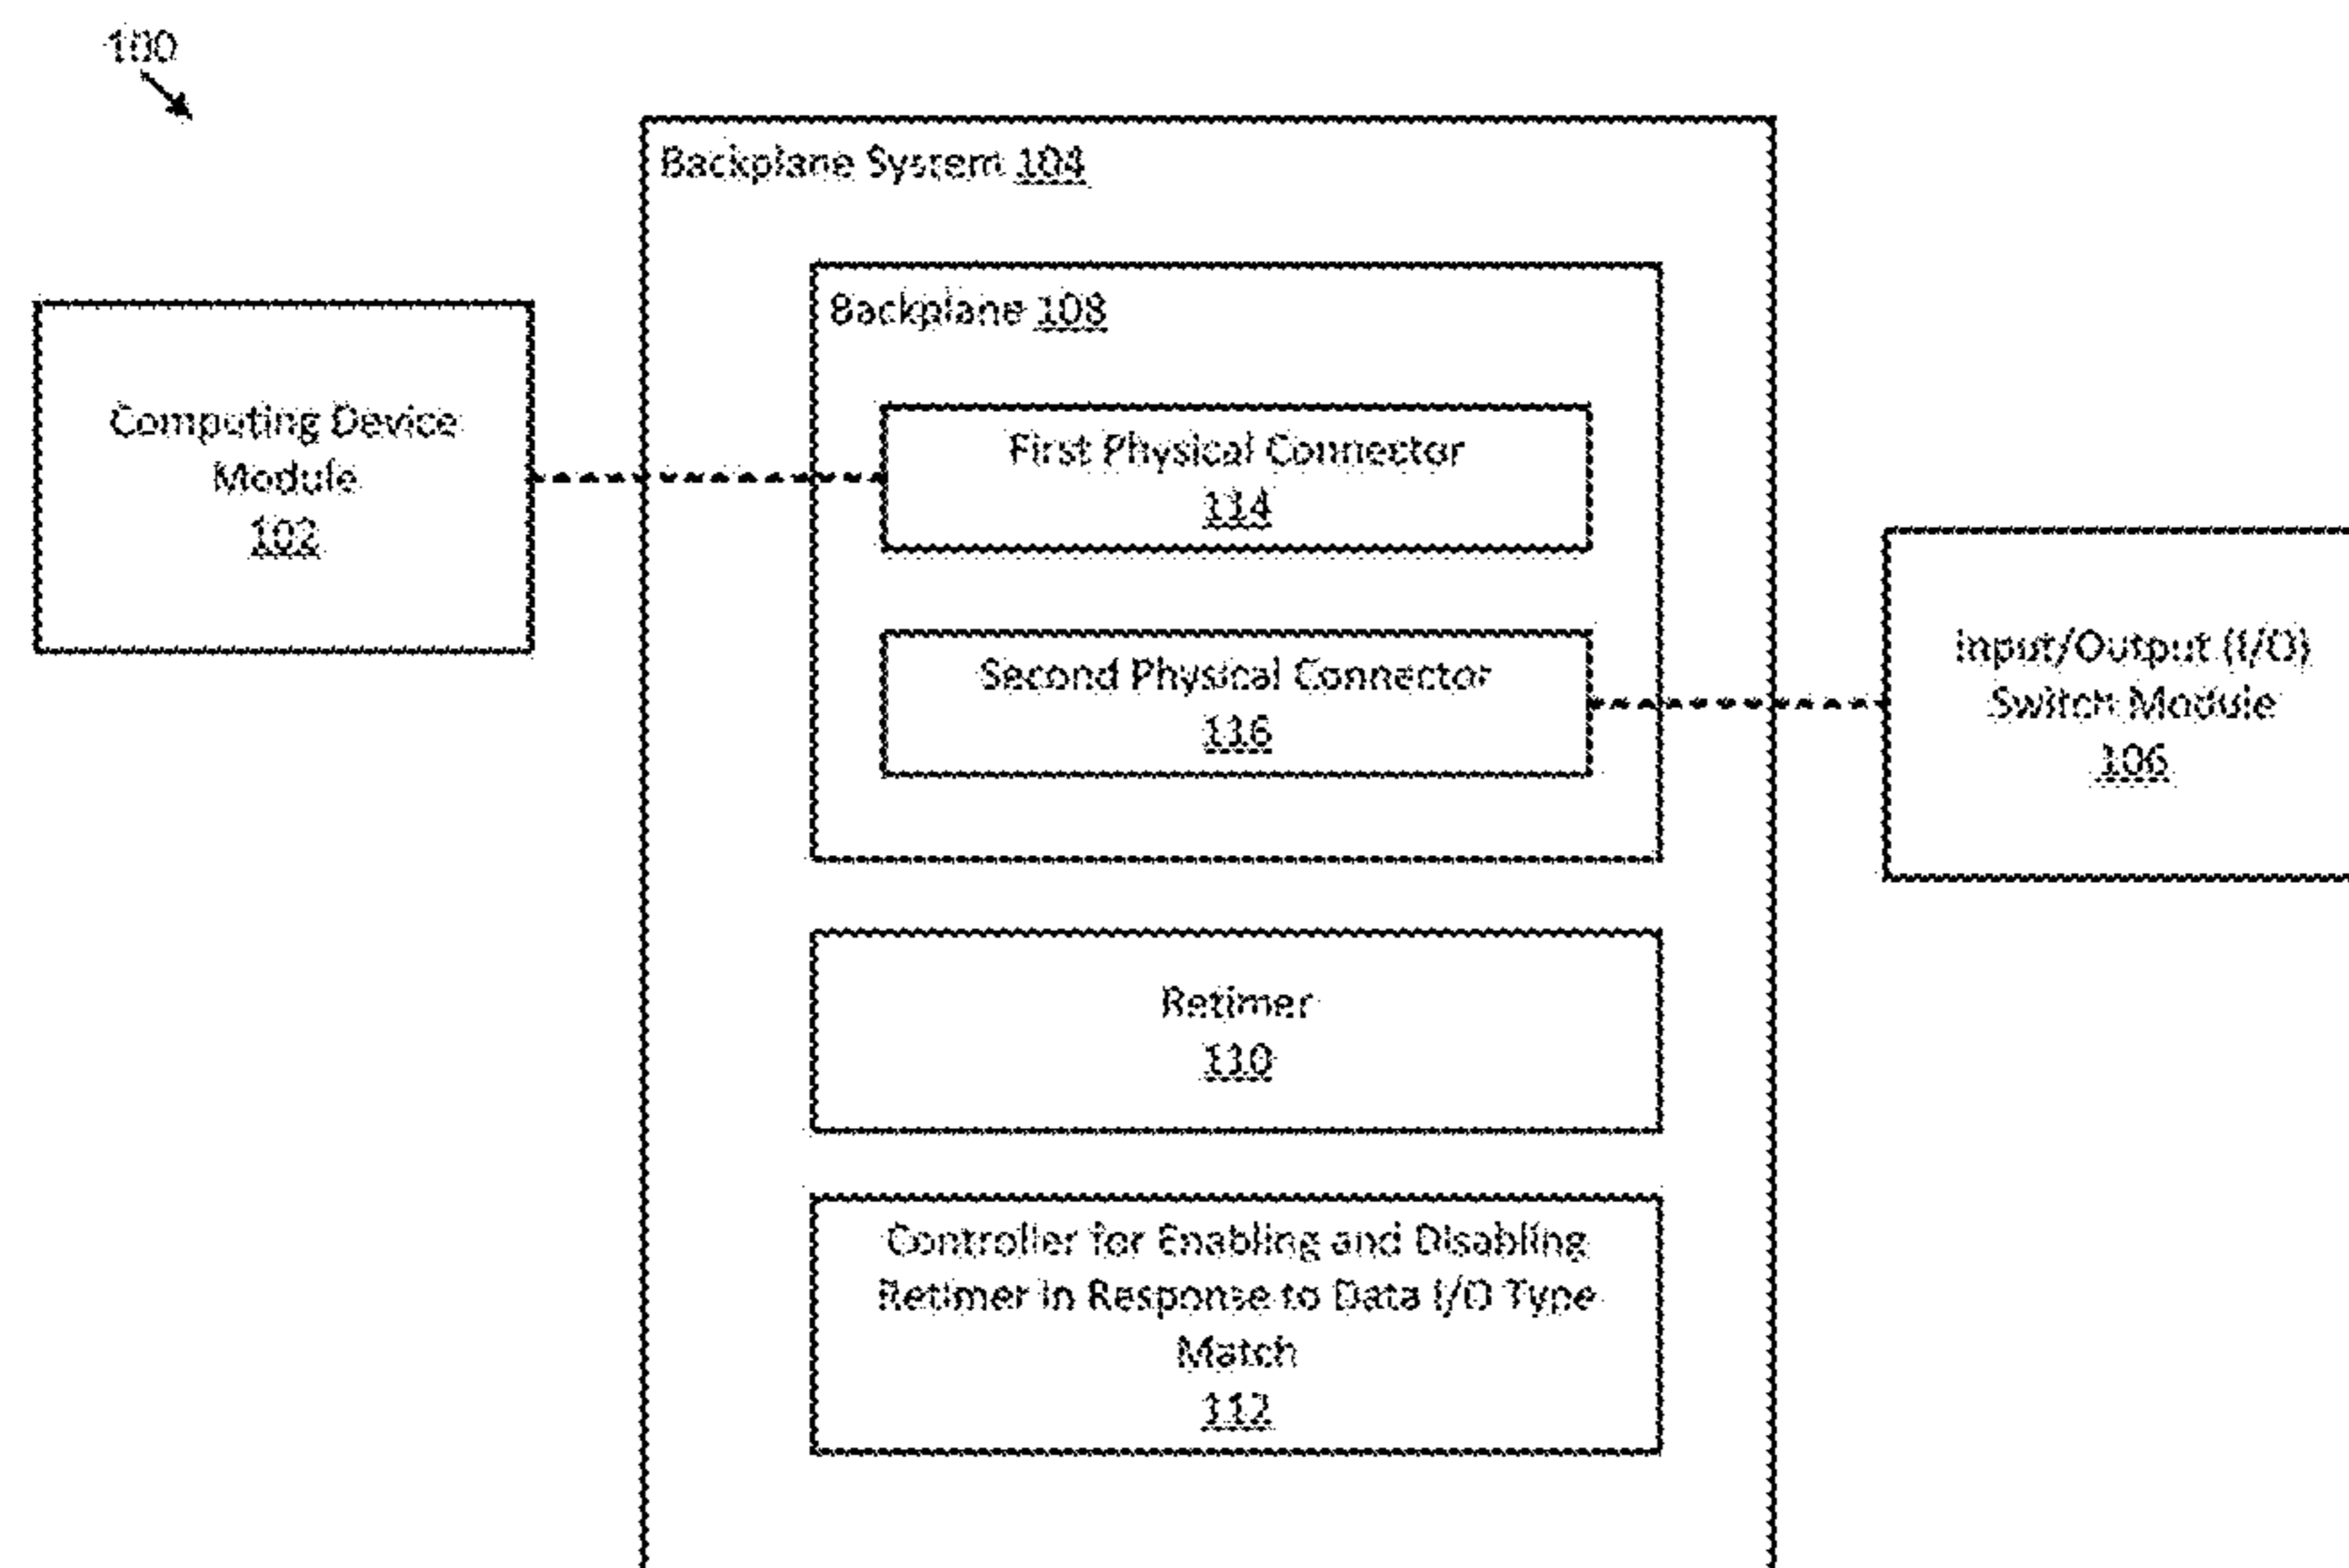 100
Backplane System 104
Backplane 108
Computing Device
Module
102
First Physical Connector
114
Second Physical Connector
116
Input/Output (I/O)
Switch Module
106
Retimer
110
Controller for Enabling and Disabling
Retimer in Response to Data I/O Type
Match
112